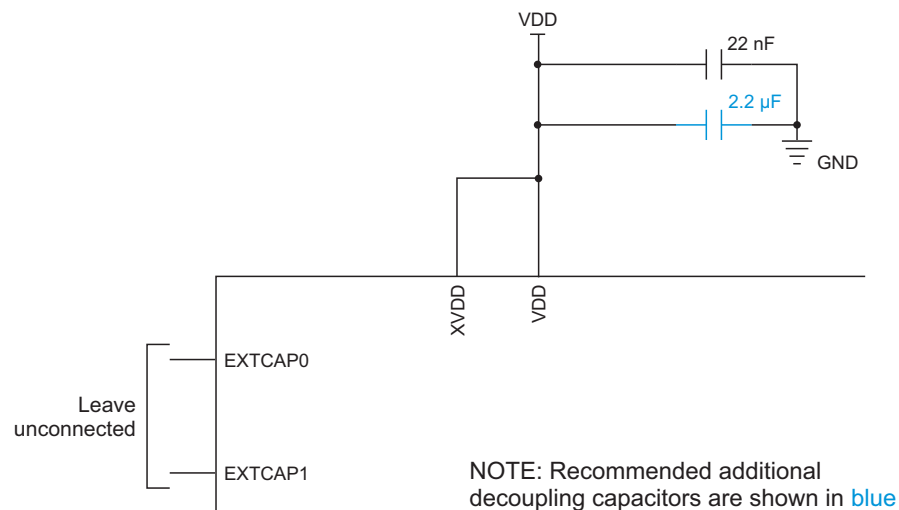 VDD
22 nF
2.2 µF
GND
XVDD
VDD
EXTCAP0
Leave
unconnected
EXTCAP1
NOTE: Recommended additional
decoupling capacitors are shown in blue